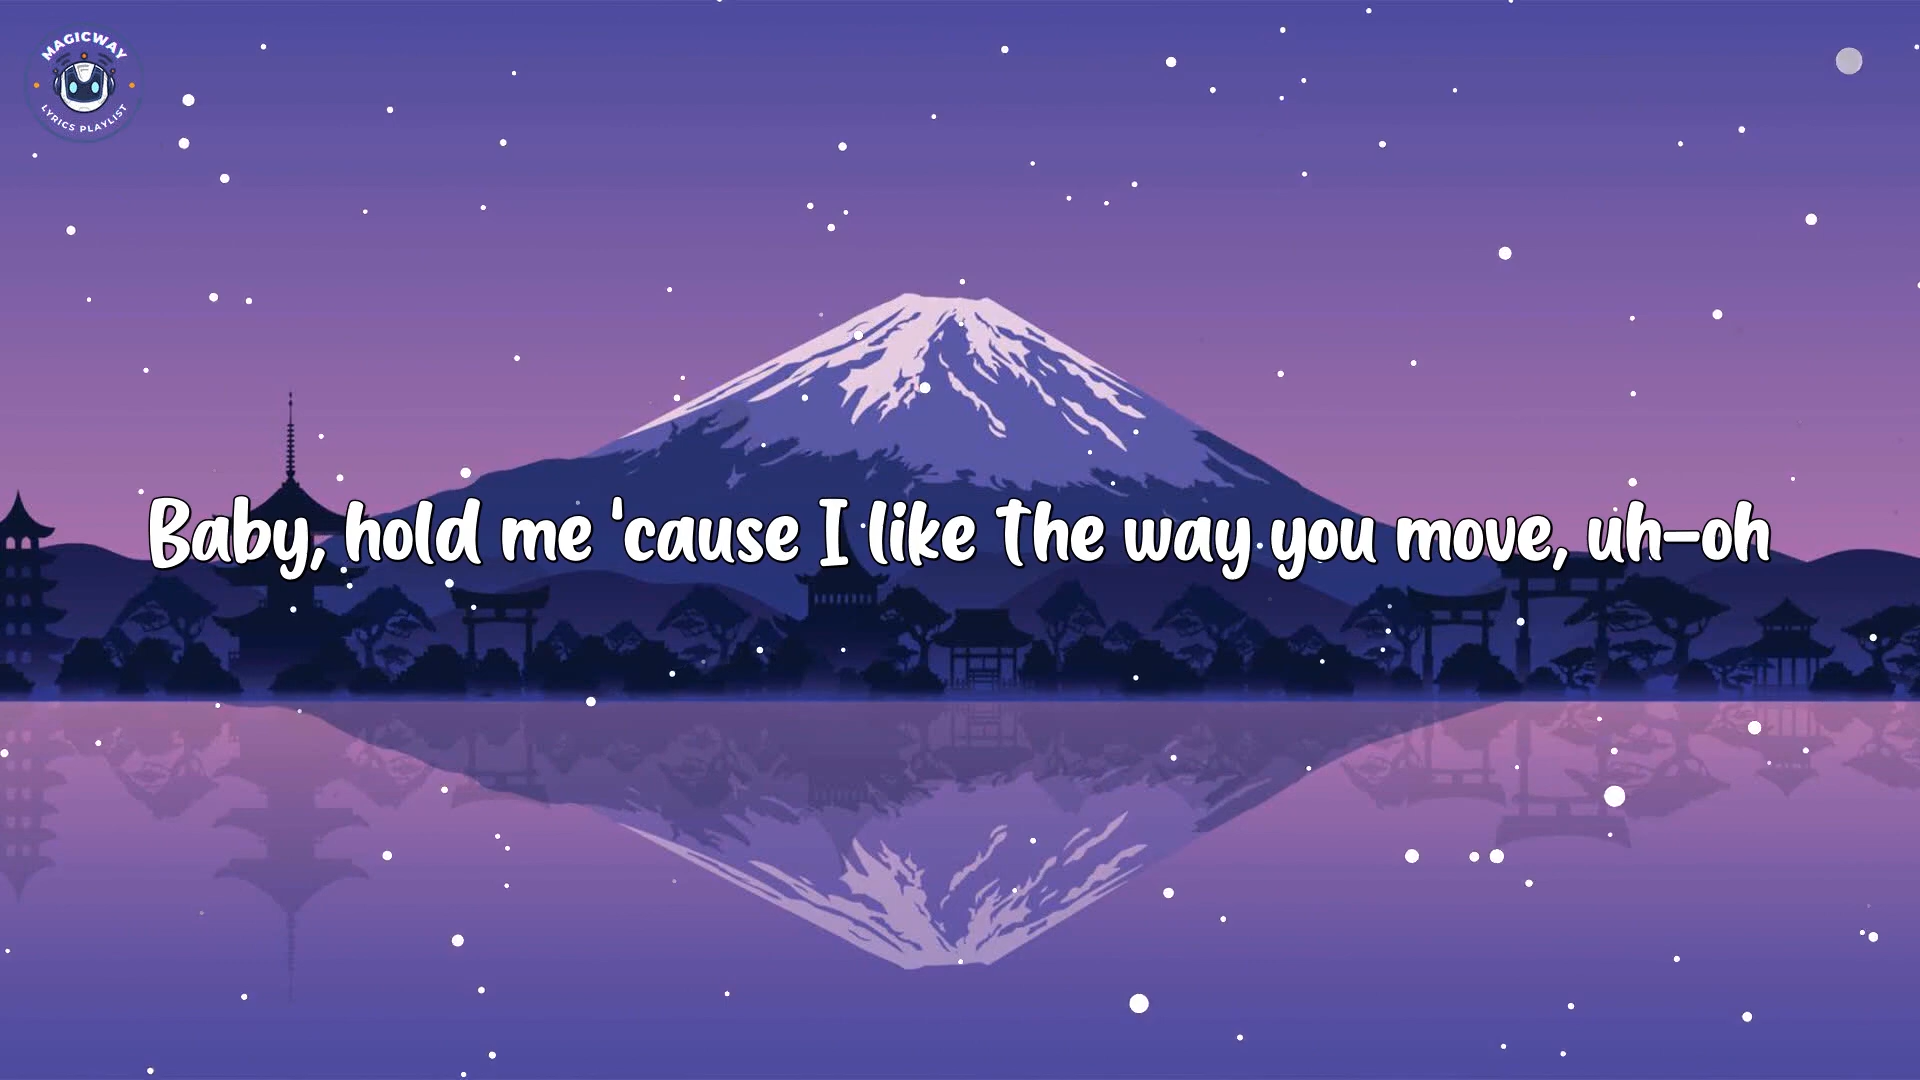 MAGICWAY
LYRICS PLAYLIST
Baby, hold me 'cause I like the way you move, uh-oh